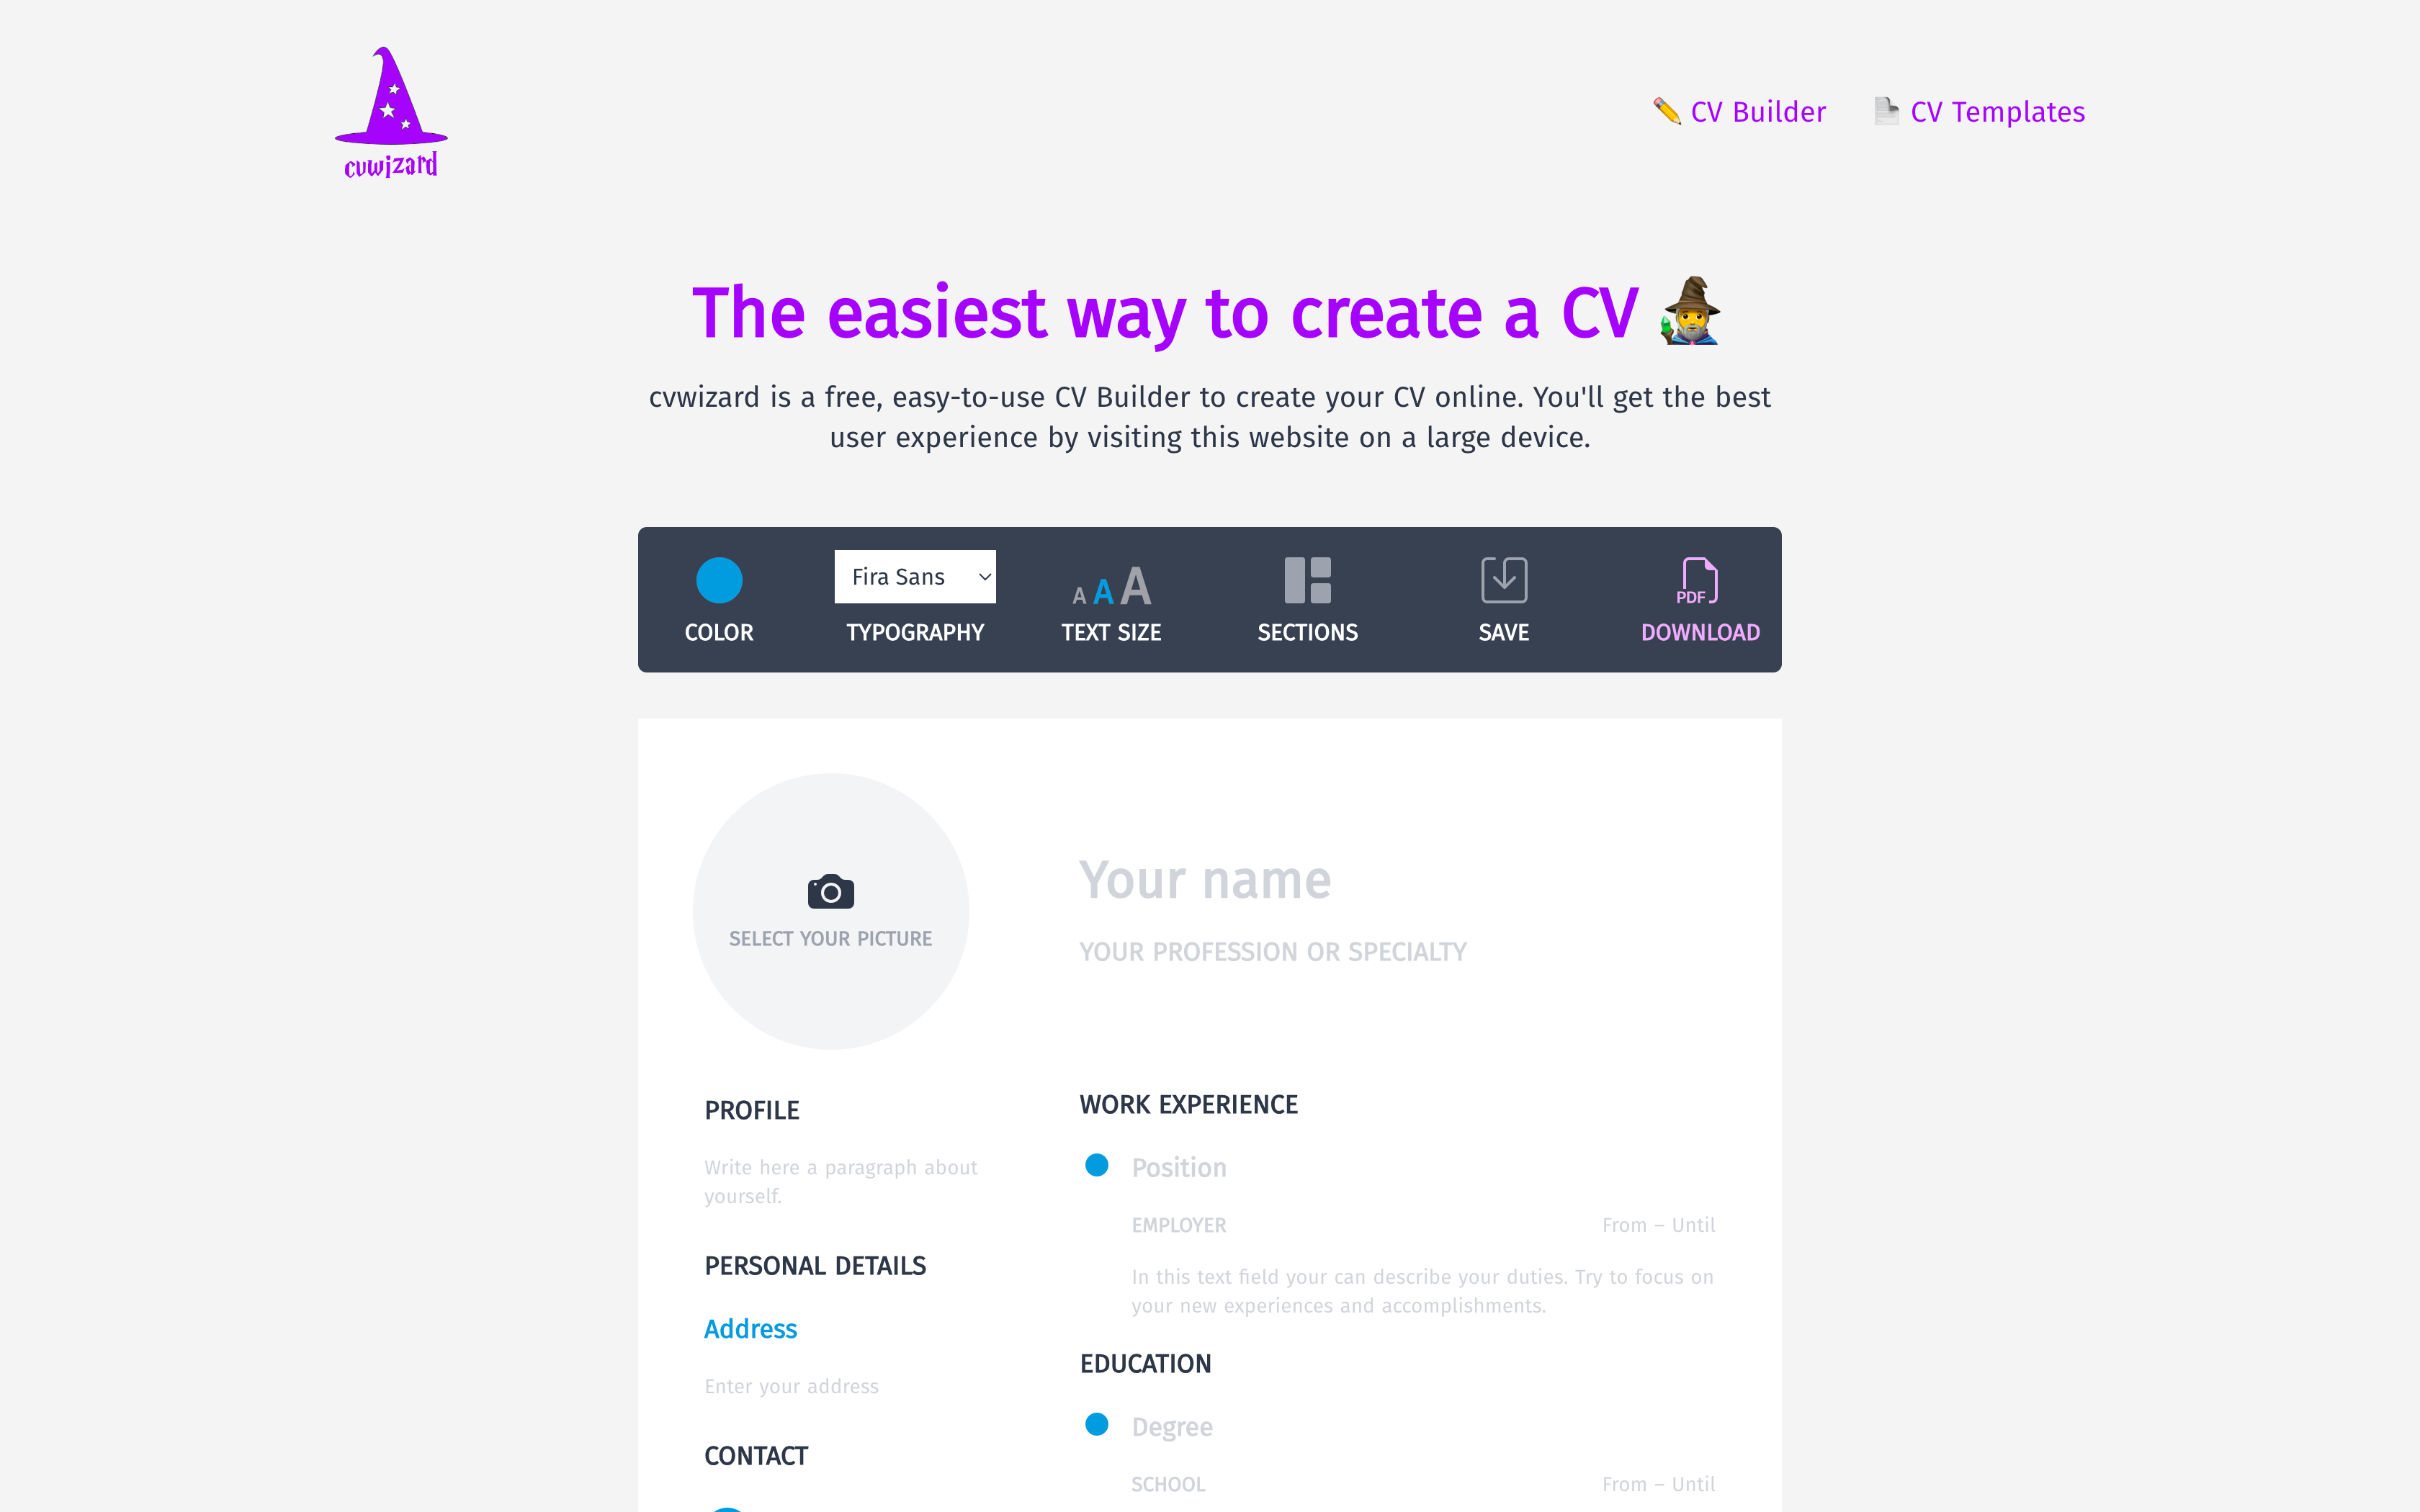 cvwizard
CV Builder
CV Templates
The easiest way to create a CV
cvwizard is a free, easy-to-use CV Builder to create your CV online. You'll get the best
user experience by visiting this website on a large device.
Fira Sans
A A A
PDF
COLOR
TYPOGRAPHY
TEXT SIZE
SECTIONS
SAVE
DOWNLOAD
SELECT YOUR PICTURE
Your name
YOUR PROFESSION OR SPECIALTY
PROFILE
Write here a paragraph about
yourself.
PERSONAL DETAILS
Address
Enter your address
CONTACT
WORK EXPERIENCE
Position
EMPLOYER
From – Until
In this text field your can describe your duties. Try to focus on
your new experiences and accomplishments.
EDUCATION
Degree
SCHOOL
From – Until